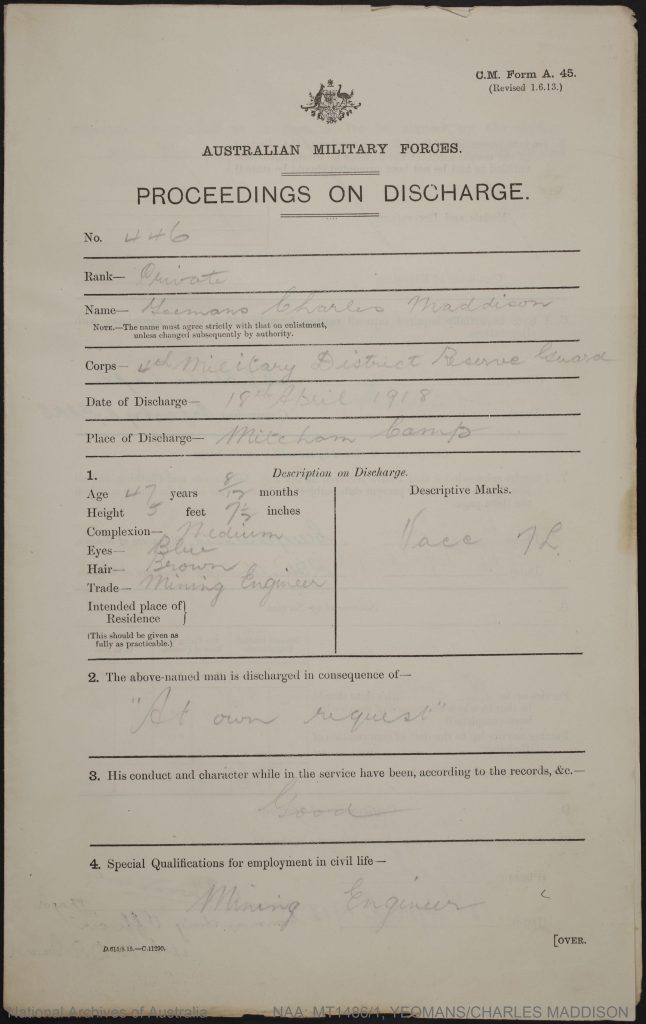 C.M. Form A. 45.
(Revised 1.6.13.)
AUSTRALIAN MILITARY FORCES.
PROCEEDINGS ON DISCHARGE.
No. 446
Rank— Private
Name— Yeomans Charles Maddison
NOTE.—The name must agree strictly with that on enlistment,
unless changed subsequently by authority.
Corps— 4th Military District Reserve Guard
Date of Discharge— 18th April 1918
Place of Discharge— Mitcham Camp
1. Description on Discharge.
Age 47 years 8/12 months
Height 5 feet 7½ inches
Complexion— Medium
Eyes— Blue
Hair— Brown
Trade— Mining Engineer
Intended place of
Residence
(This should be given as
fully as practicable.)
Descriptive Marks.
Vacc
2. The above-named man is discharged in consequence of—
"At own request"
3. His conduct and character while in the service have been, according to the records, &c.—
Good
4. Special Qualifications for employment in civil life—
Mining Engineer
[OVER.
National Archives of Australia
NAA: MT1486/1, YEOMANS/CHARLES MADDISON